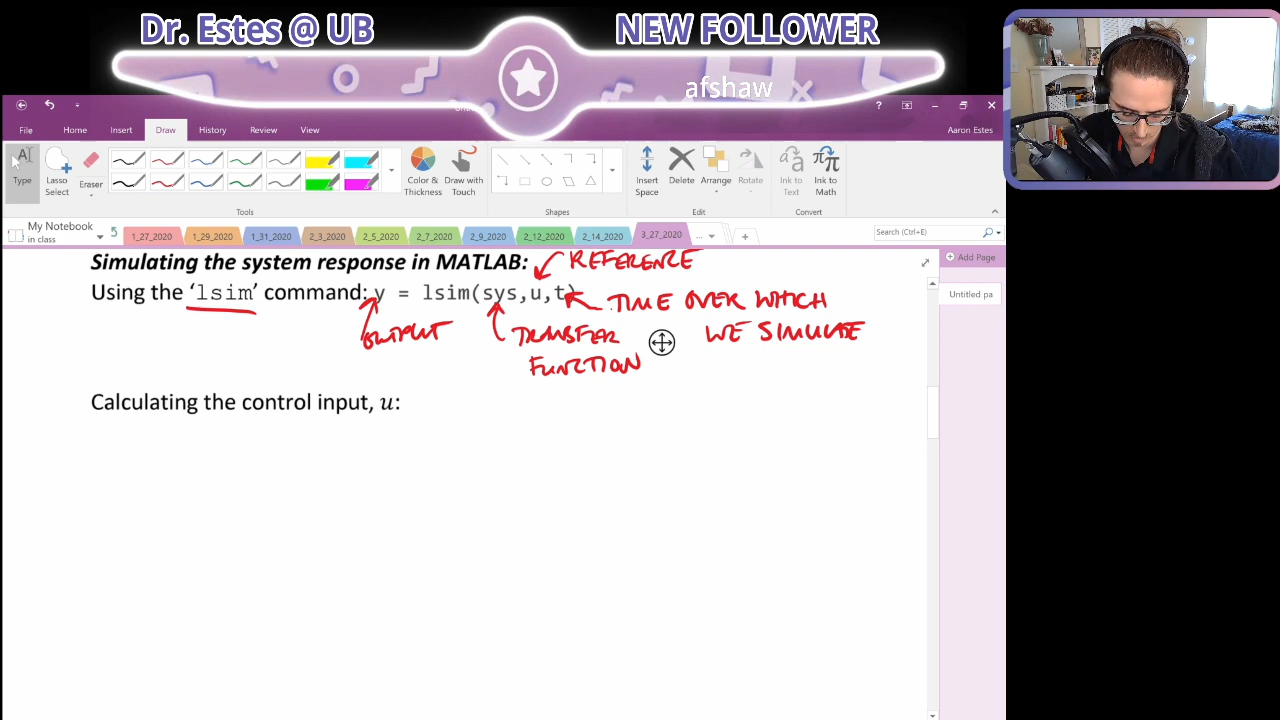 Dr. Estes @ UB
NEW FOLLOWER
afshaw
Aaron Estes
File Home Insert Draw History Review View
Type
Lasso Select
Eraser
Color & Thickness
Draw with Touch
Insert Space
Delete
Arrange
Rotate
Ink to Text
Ink to Math
Tools
Shapes
Edit
Convert
My Notebook
in class
1_27_2020 1_29_2020 1_31_2020 2_3_2020 2_5_2020 2_7_2020 2_9_2020 2_12_2020 2_14_2020 3_27_2020 ...
Search (Ctrl+E)
Add Page
Untitled pa
Simulating the system response in MATLAB:
REFERENCE
Using the ‘lsim’ command: y = lsim(sys,u,t)
TIME OVER WHICH
WE SIMULATE
OUTPUT
TRANSFER
FUNCTION
Calculating the control input, u: